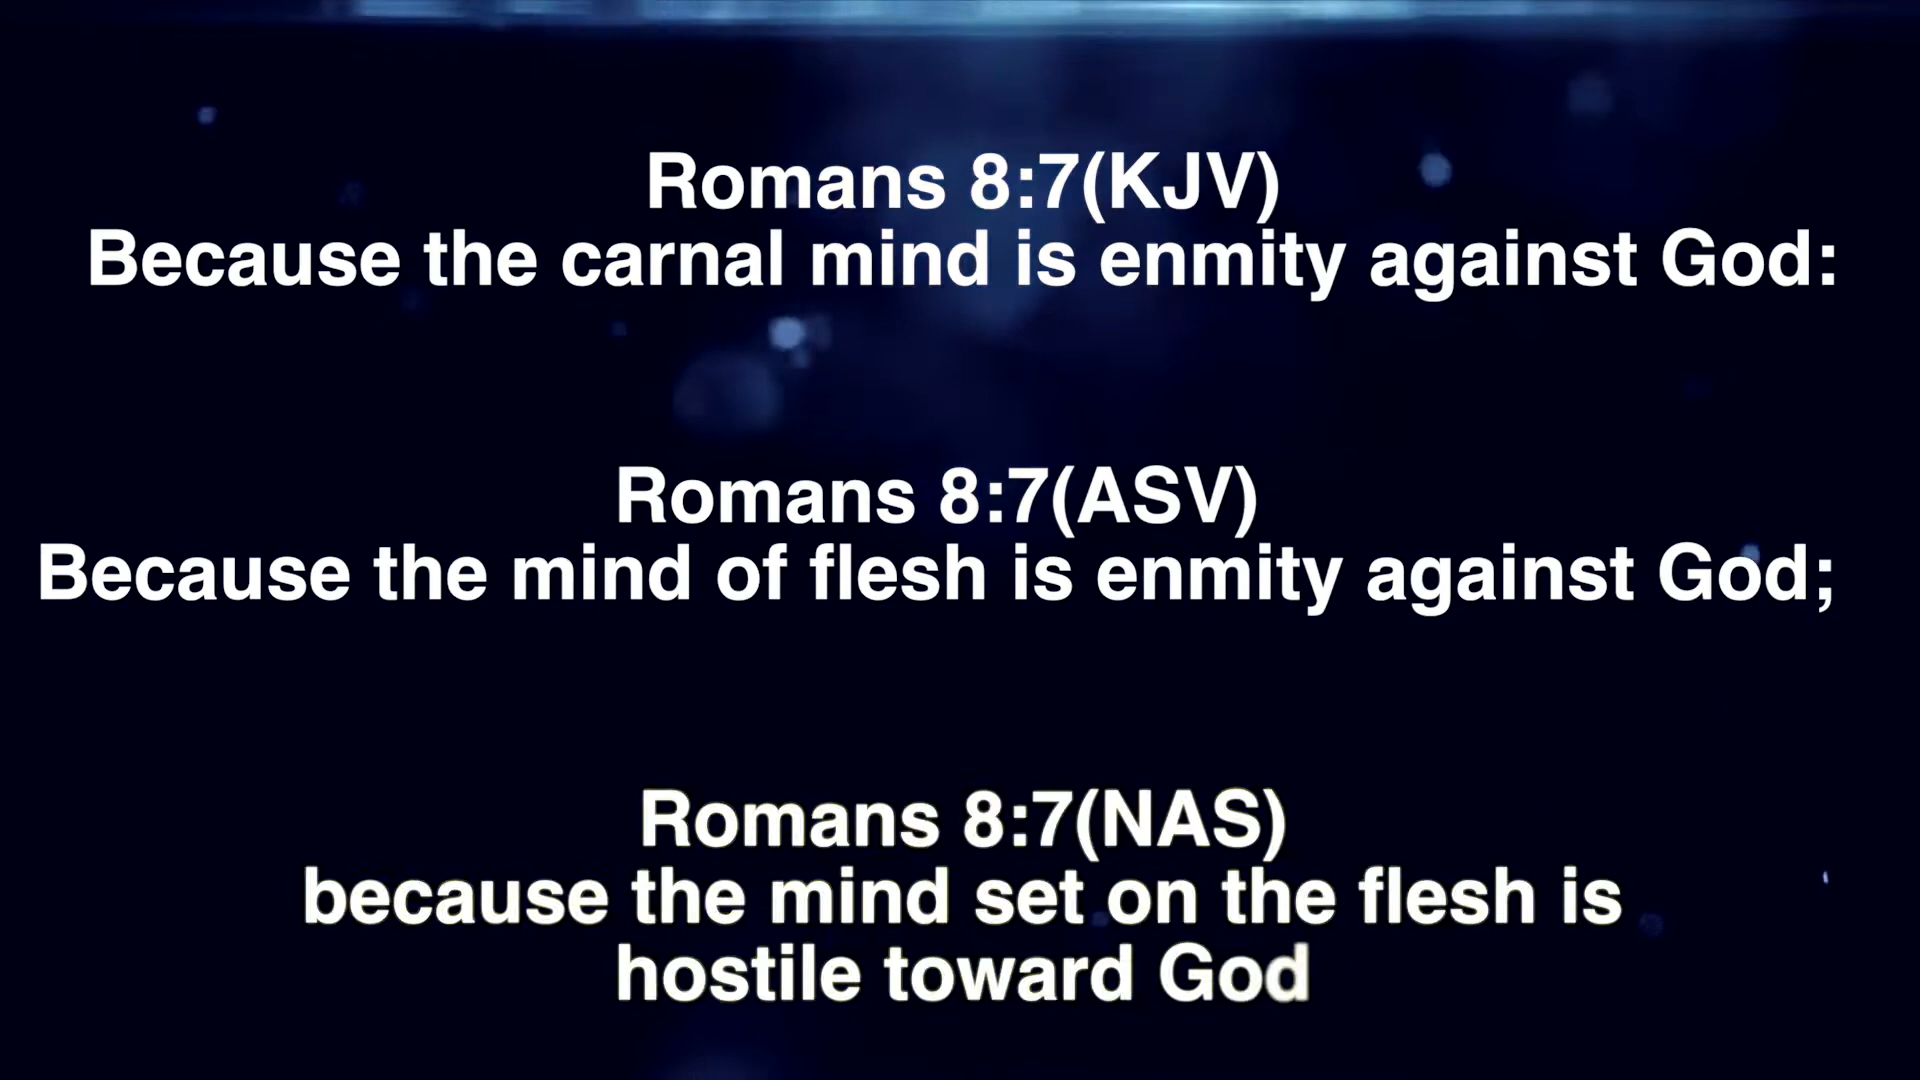 Romans 8:7(KJV)
Because the carnal mind is enmity against God:
Romans 8:7(ASV)
Because the mind of flesh is enmity against God;
Romans 8:7(NAS)
because the mind set on the flesh is
hostile toward God